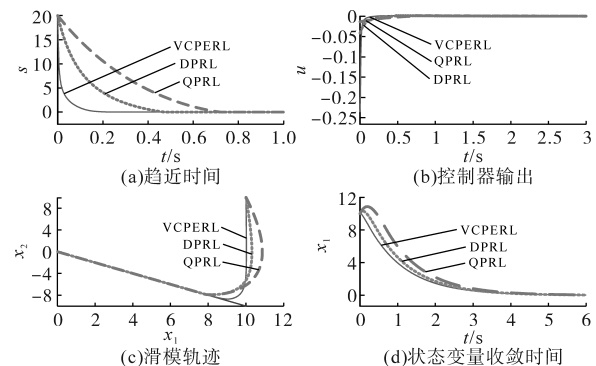 20
15
10
5
0
s
VCPERL
DPRL
QPRL
0 0.2 0.4 0.6 0.8 1.0
t/s
(a)趋近时间
0
-0.05
-0.1
-0.15
-0.2
-0.25
u
VCPERL
QPRL
DPRL
0 0.5 1 1.5 2 2.5 3
t/s
(b)控制器输出
8
4
0
-4
-8
x₂
VCPERL
DPRL
QPRL
0 2 4 6 8 10 12
x₁
(c)滑模轨迹
12
8
4
0
x₁
VCPERL
DPRL
QPRL
0 1 2 3 4 5 6
t/s
(d)状态变量收敛时间